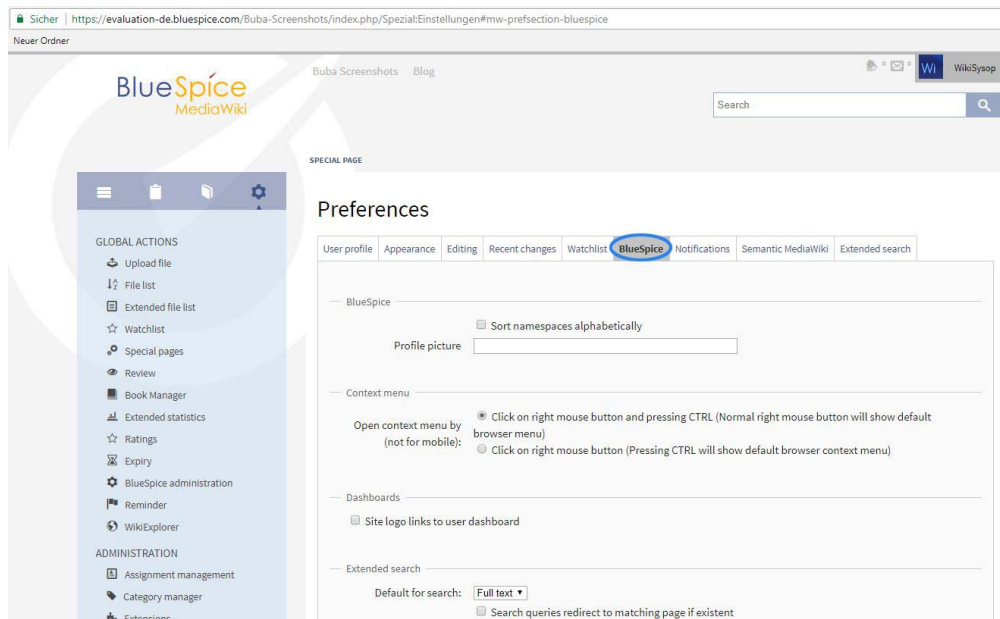 Sicher | https://evaluation-de.bluespice.com/Buba-Screenshots/index.php/Spezial:Einstellungen#mw-prefsection-bluespice
Neuer Ordner
BlueSpice
MediaWiki
Buba Screenshots Blog
Wi WikiSysop
Search
SPECIAL PAGE
GLOBAL ACTIONS
Upload file
File list
Extended file list
Watchlist
Special pages
Review
Book Manager
Extended statistics
Ratings
Expiry
BlueSpice administration
Reminder
WikiExplorer
ADMINISTRATION
Assignment management
Category manager
Extensions
Preferences
User profile Appearance Editing Recent changes Watchlist BlueSpice Notifications Semantic MediaWiki Extended search
BlueSpice
Sort namespaces alphabetically
Profile picture
Context menu
Open context menu by
(not for mobile):
Click on right mouse button and pressing CTRL (Normal right mouse button will show default
browser menu)
Click on right mouse button (Pressing CTRL will show default browser context menu)
Dashboards
Site logo links to user dashboard
Extended search
Default for search: Full text
Search queries redirect to matching page if existent